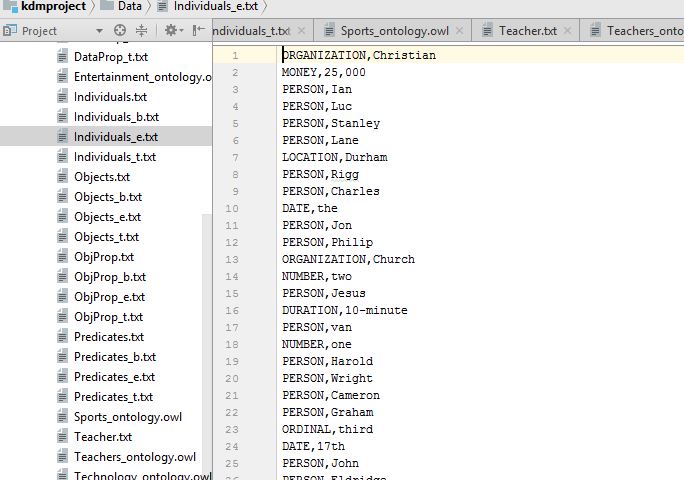 kdmproject
Data
Individuals_e.txt
Project
ndividuals_t.txt
Sports_ontology.owl
Teacher.txt
Teachers_onto
DataProp_t.txt
Entertainment_ontology.o
Individuals.txt
Individuals_b.txt
Individuals_e.txt
Individuals_t.txt
Objects.txt
Objects_b.txt
Objects_e.txt
Objects_t.txt
ObjProp.txt
ObjProp_b.txt
ObjProp_e.txt
ObjProp_t.txt
Predicates.txt
Predicates_b.txt
Predicates_e.txt
Predicates_t.txt
Sports_ontology.owl
Teacher.txt
Teachers_ontology.owl
Technology_ontology.owl
1 ORGANIZATION,Christian
2 MONEY,25,000
3 PERSON,Ian
4 PERSON,Luc
5 PERSON,Stanley
6 PERSON,Lane
7 LOCATION,Durham
8 PERSON,Rigg
9 PERSON,Charles
10 DATE,the
11 PERSON,Jon
12 PERSON,Philip
13 ORGANIZATION,Church
14 NUMBER,two
15 PERSON,Jesus
16 DURATION,10-minute
17 PERSON,van
18 NUMBER,one
19 PERSON,Harold
20 PERSON,Wright
21 PERSON,Cameron
22 PERSON,Graham
23 ORDINAL,third
24 DATE,17th
25 PERSON,John
26 PERSON,Eldridge